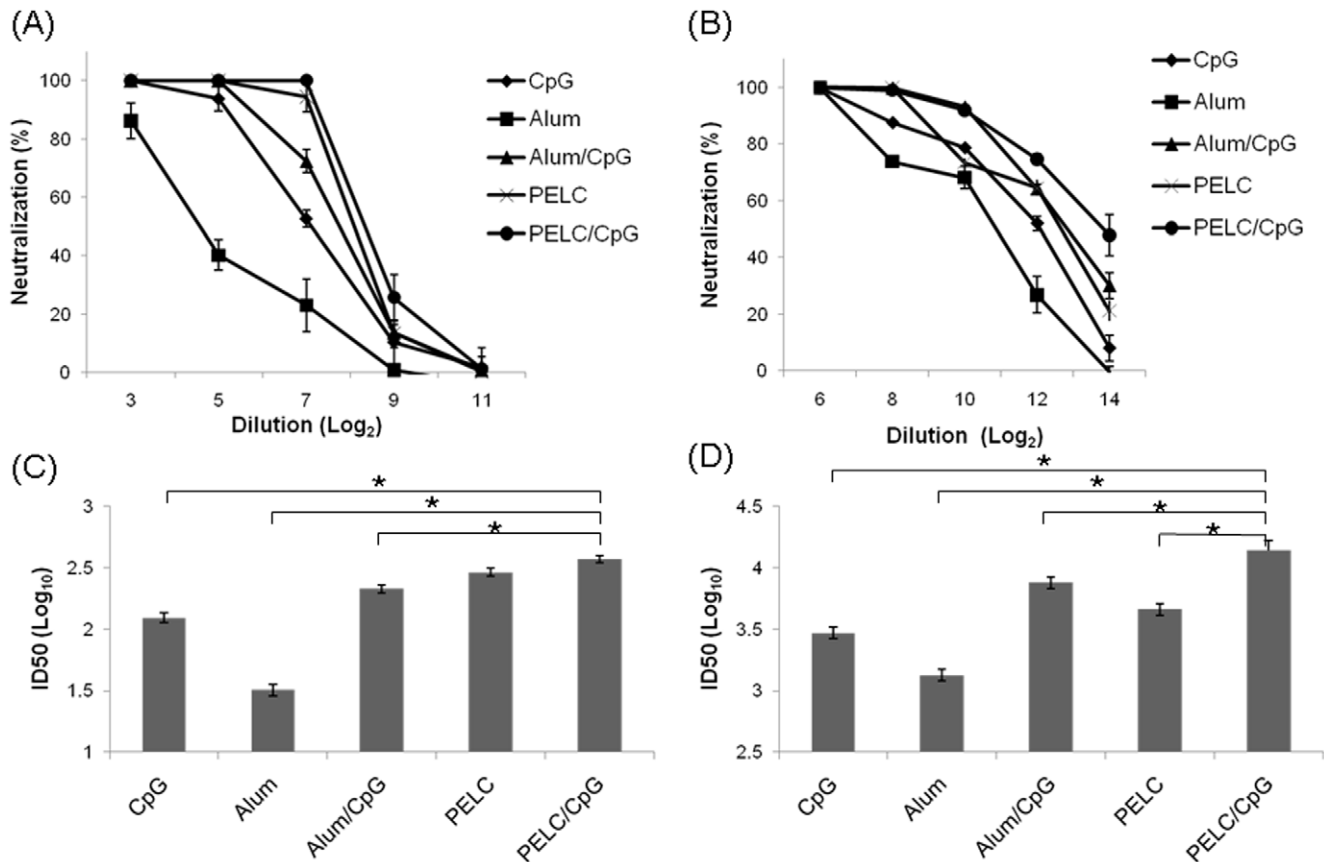 (A)
Neutralization (%)
100
80
60
40
20
0
3 5 7 9 11
Dilution (Log₂)
CpG
Alum
Alum/CpG
PELC
PELC/CpG
(B)
Neutralization (%)
100
80
60
40
20
0
6 8 10 12 14
Dilution (Log₂)
CpG
Alum
Alum/CpG
PELC
PELC/CpG
(C)
ID50 (Log₁₀)
3
2.5
2
1.5
1
* * *
CpG Alum Alum/CpG PELC PELC/CpG
(D)
ID50 (Log₁₀)
4.5
4
3.5
3
2.5
* * * *
CpG Alum Alum/CpG PELC PELC/CpG